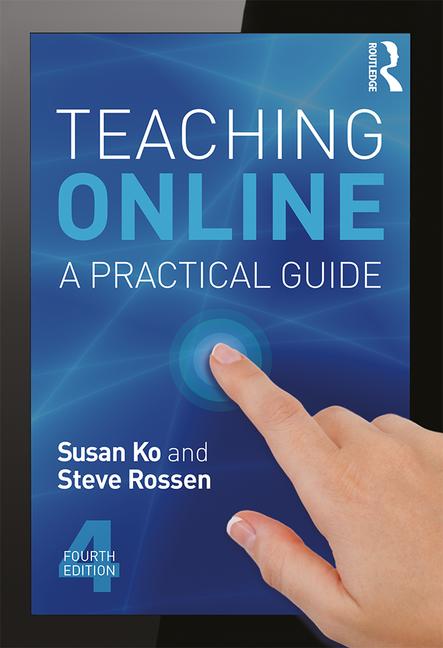 ROUTLEDGE
TEACHING
ONLINE
A PRACTICAL GUIDE
Susan Ko and
Steve Rossen
4
FOURTH
EDITION